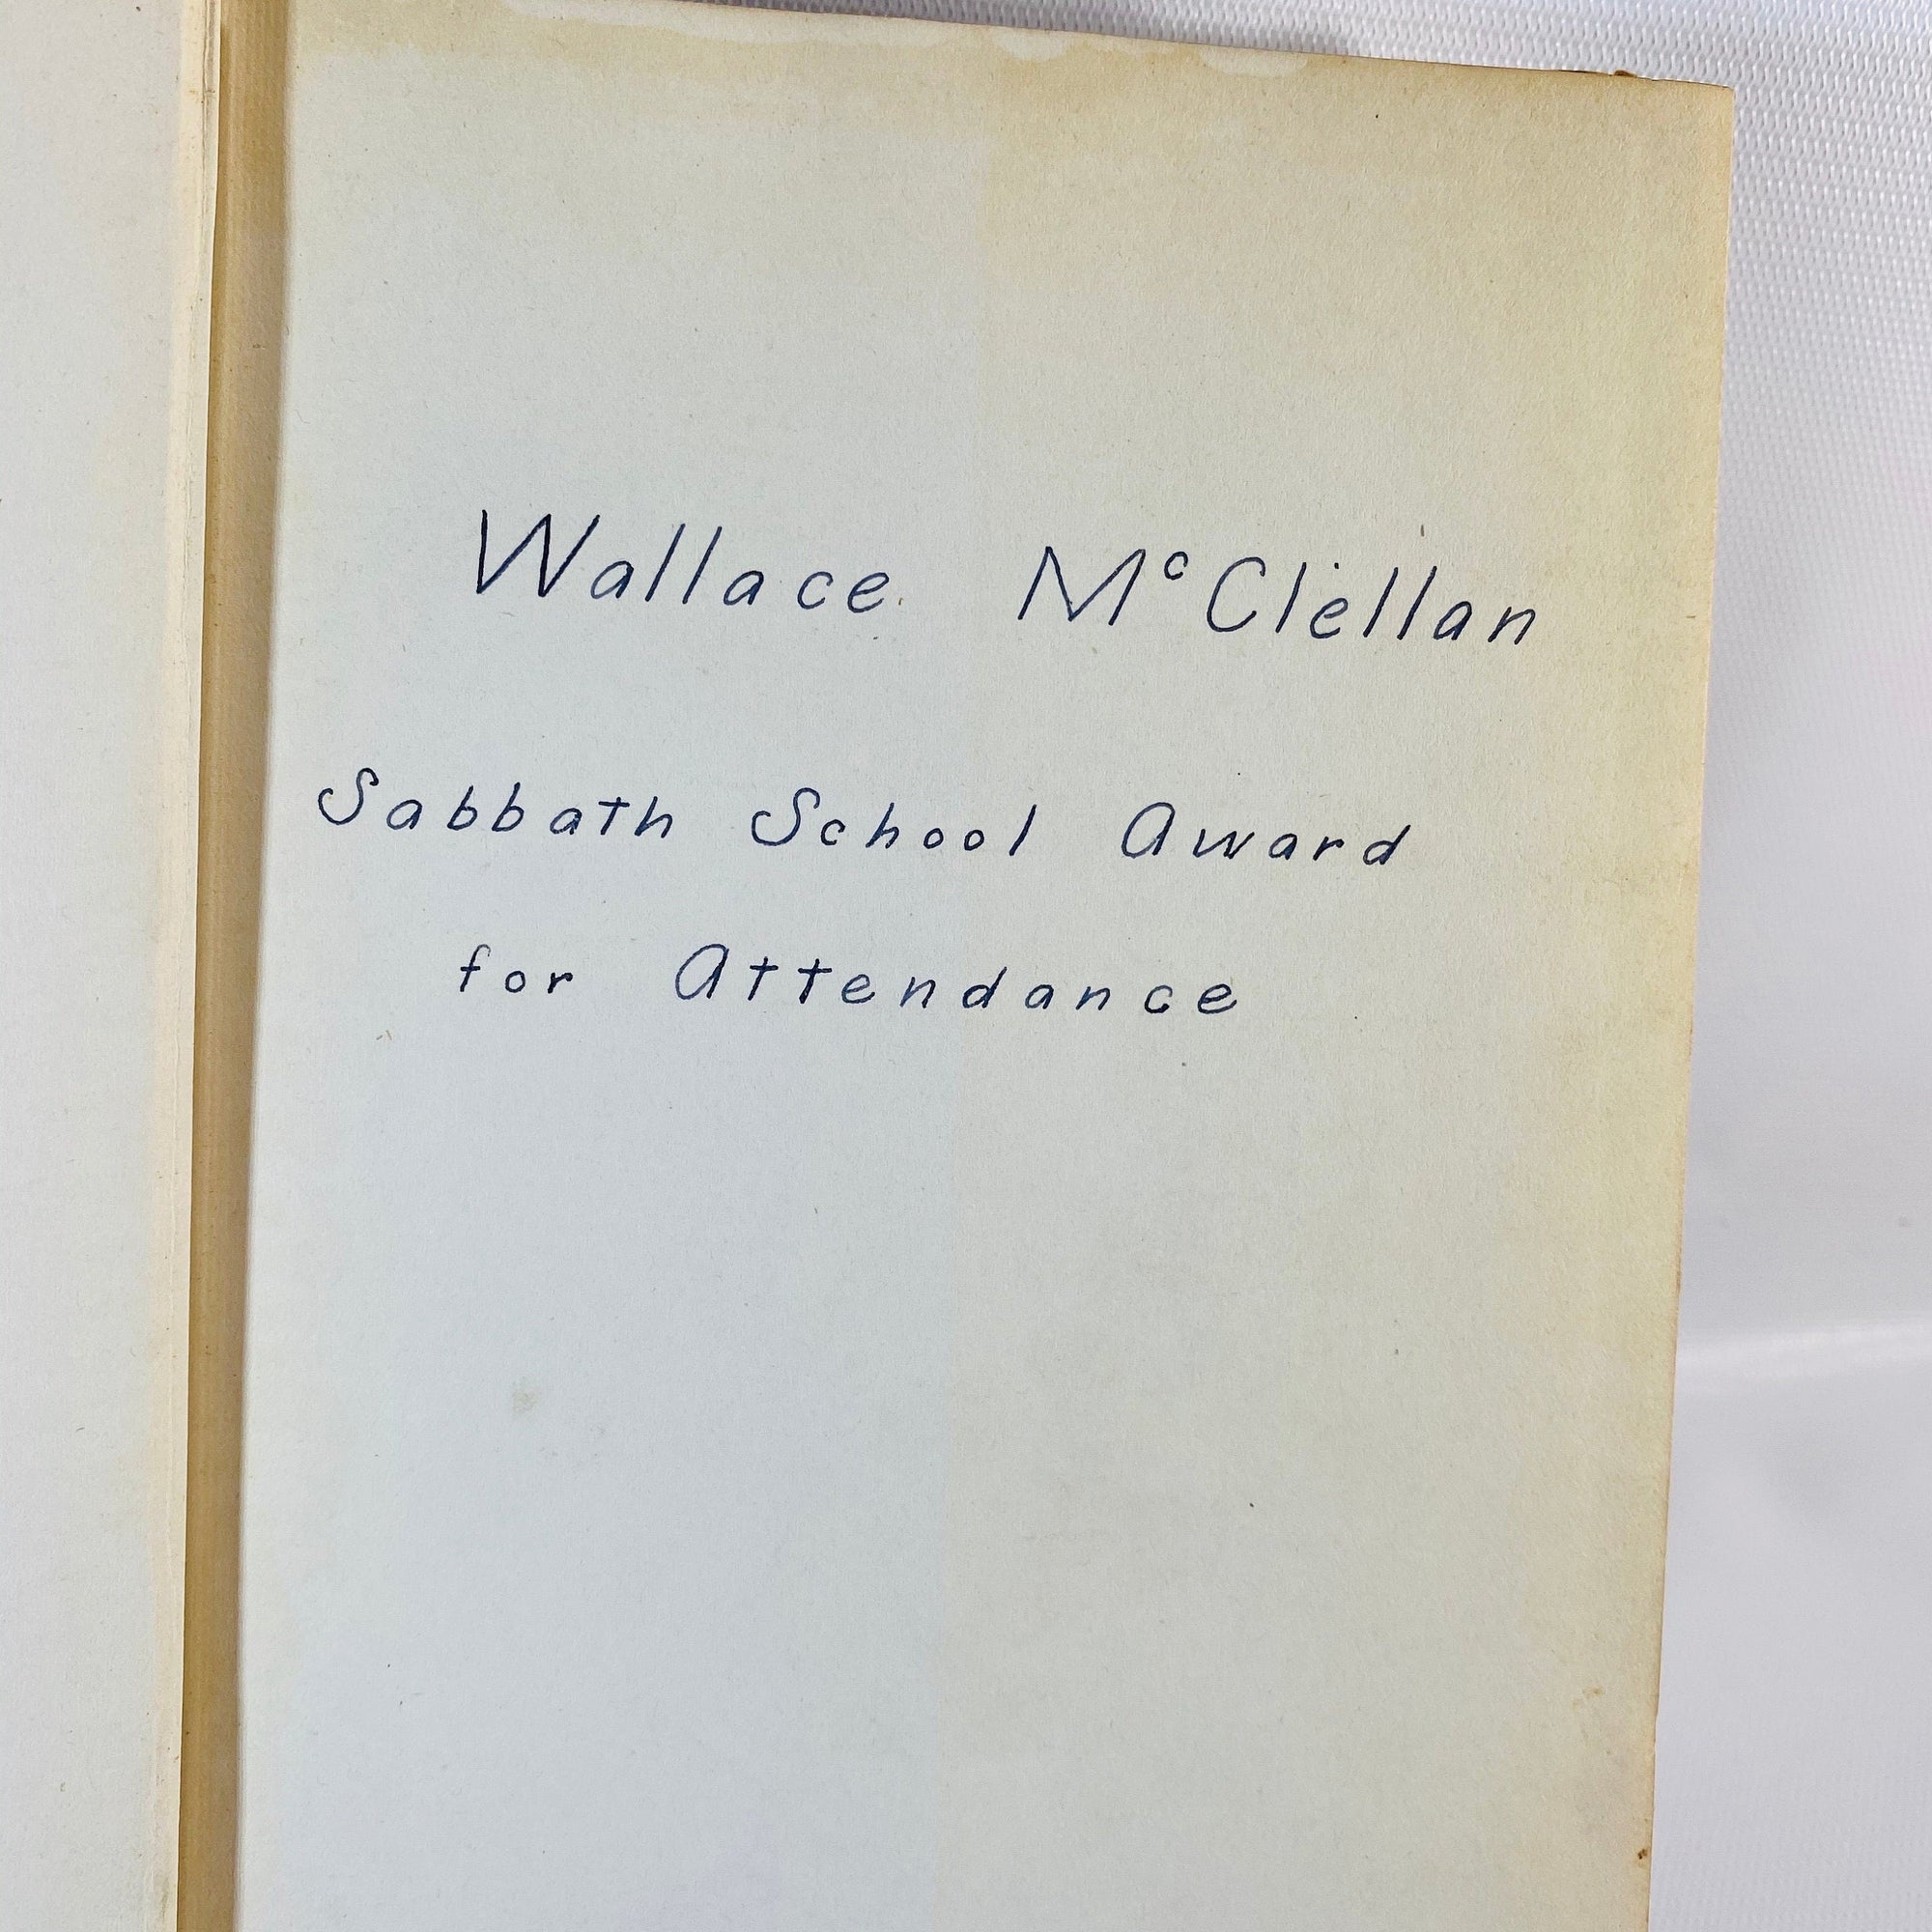 Wallace McClellan
Sabbath School Award
for Attendance